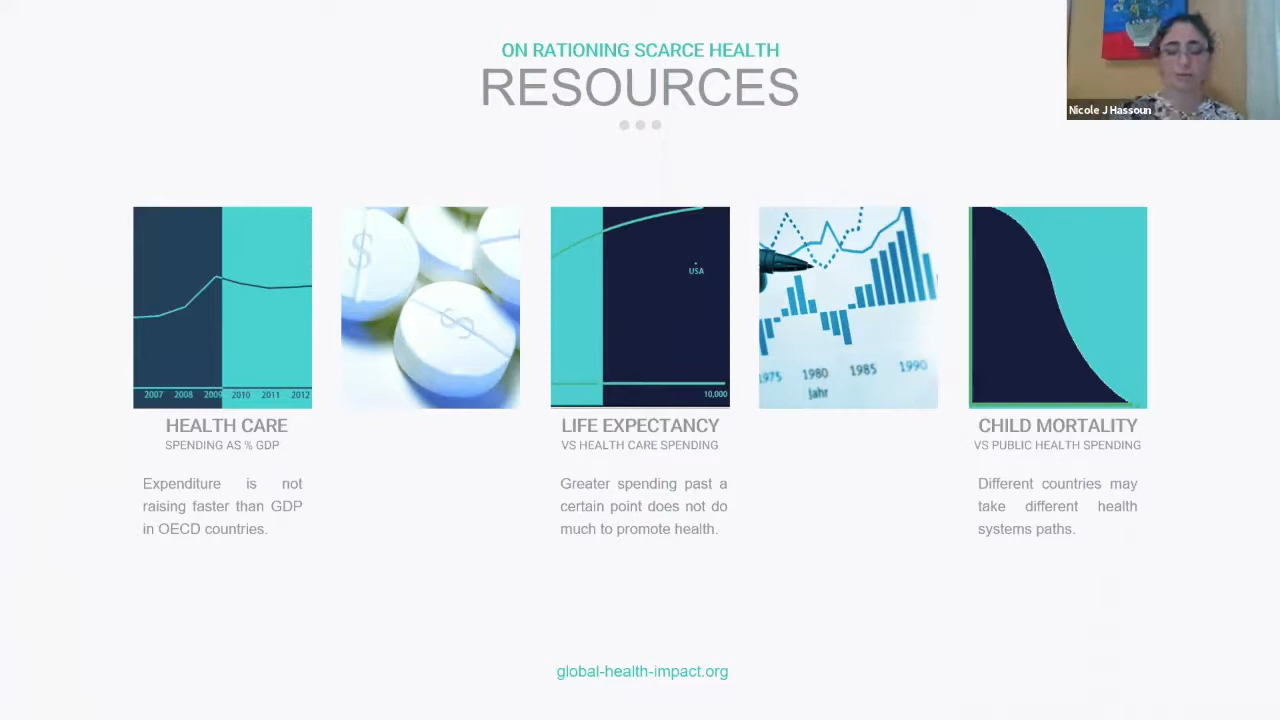 ON RATIONING SCARCE HEALTH
RESOURCES
Nicole J Hassoun
$
$
USA
1975
1980
1985
1990
Jahr
2007 2008 2009 2010 2011 2012
10,000
HEALTH CARE
SPENDING AS % GDP
Expenditure is not
raising faster than GDP
in OECD countries.
LIFE EXPECTANCY
VS HEALTH CARE SPENDING
Greater spending past a
certain point does not do
much to promote health.
CHILD MORTALITY
VS PUBLIC HEALTH SPENDING
Different countries may
take different health
systems paths.
global-health-impact.org